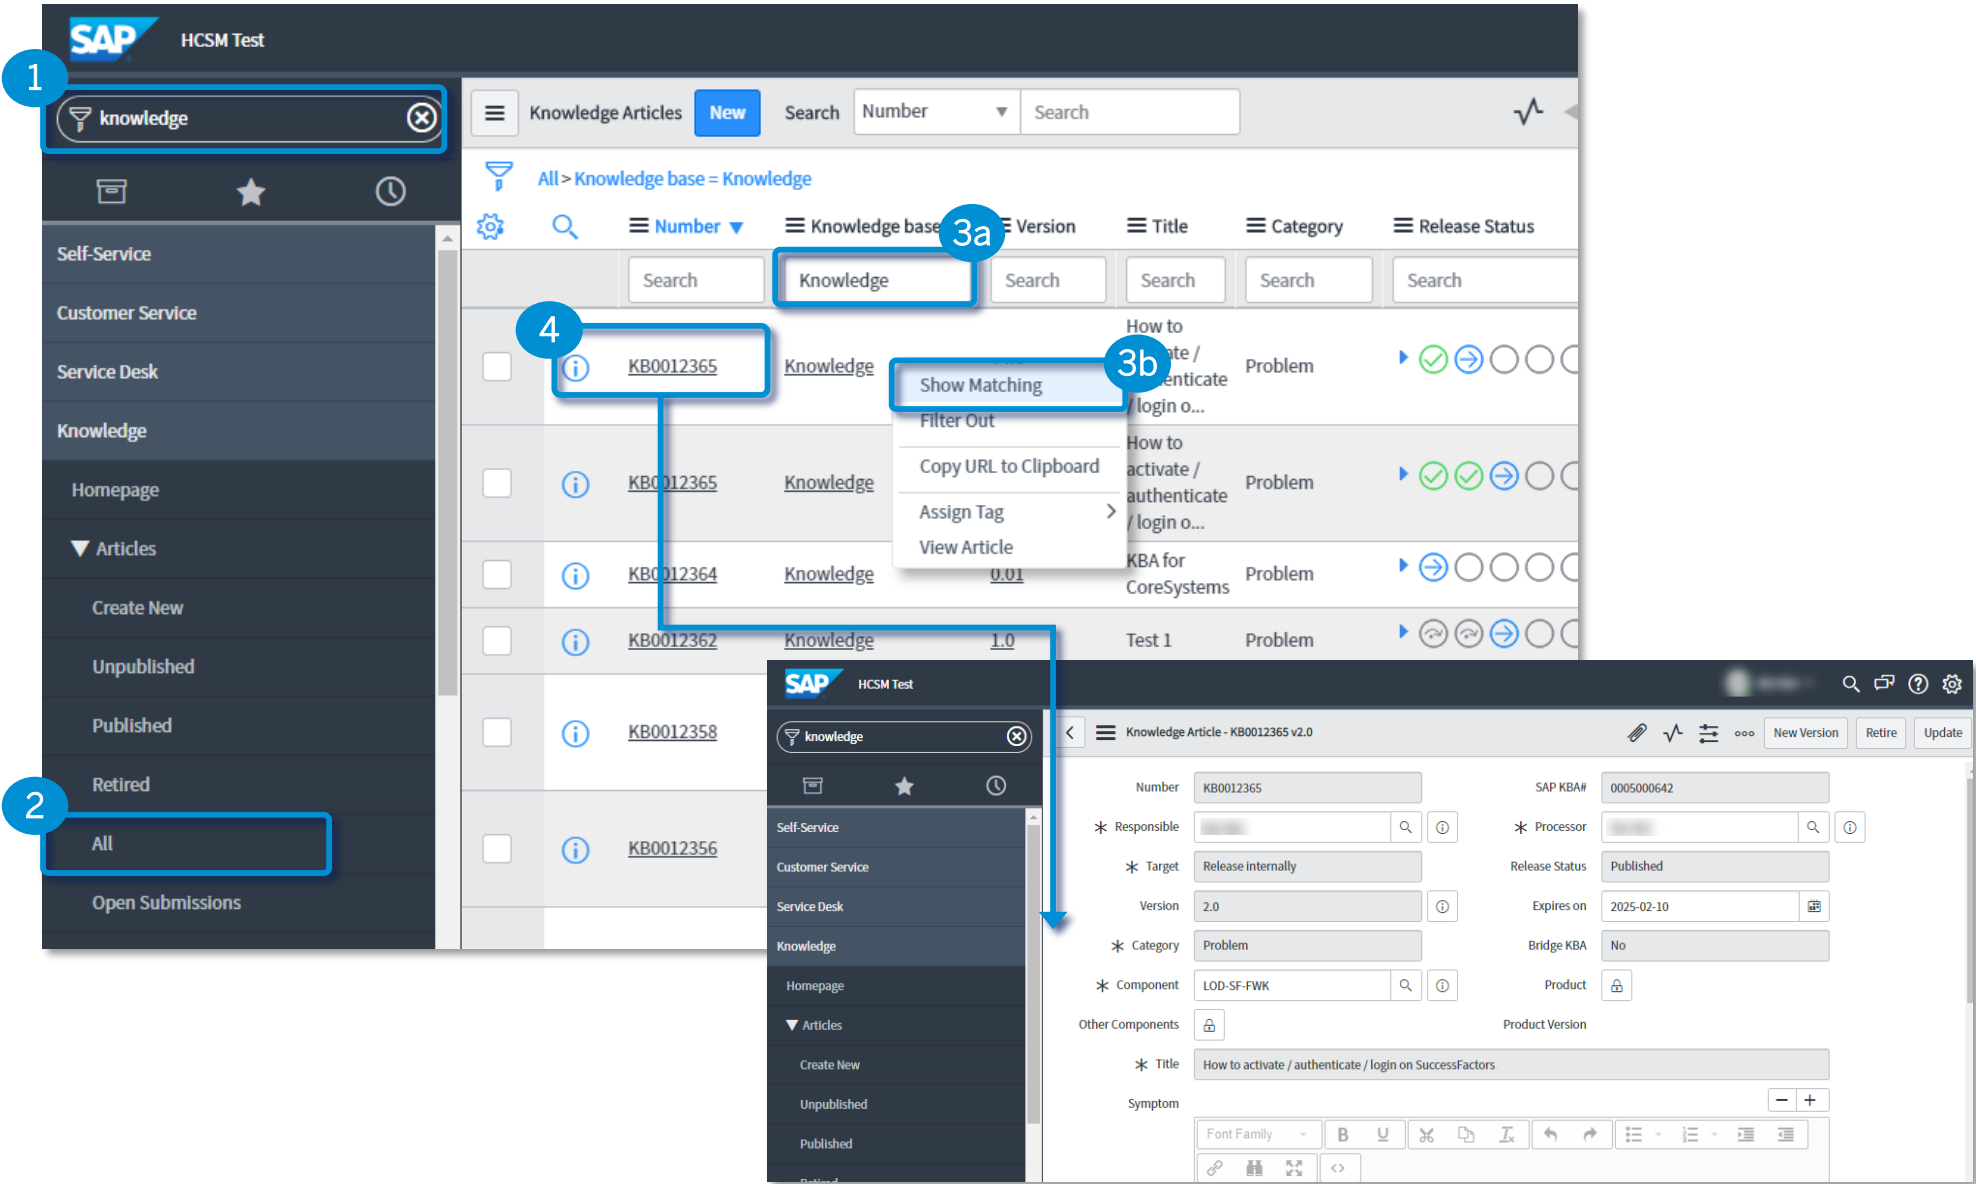 SAP HCSM Test
1
knowledge
Knowledge Articles New Search Number Search
All > Knowledge base = Knowledge
Number Knowledge base 3a Version Title Category Release Status
Search Knowledge Search Search Search Search
Self-Service
Customer Service
Service Desk
Knowledge
Homepage
Articles
Create New
Unpublished
Published
Retired
2
All
Open Submissions
4
KB0012365 Knowledge Problem
How to
/
enticate
/ login o...
3b
Show Matching
Filter Out
Copy URL to Clipboard
Assign Tag
View Article
KB0012365 Knowledge Problem
How to
activate /
authenticate
/ login o...
KB0012364 Knowledge 0.01 Problem
KBA for
CoreSystems
KB0012362 Knowledge 1.0 Test 1 Problem
KB0012358
KB0012356
SAP HCSM Test
knowledge
Self-Service
Customer Service
Service Desk
Knowledge
Homepage
Articles
Create New
Unpublished
Published
Retired
Knowledge Article - KB0012365 v2.0 New Version Retire Update
Number KB0012365 SAP KBA# 0005000642
Responsible Processor
Target Release internally Release Status Published
Version 2.0 Expires on 2025-02-10
Category Problem Bridge KBA No
Component LOD-SF-FWK Product
Other Components Product Version
Title How to activate / authenticate / login on SuccessFactors
Symptom
Font Family B U